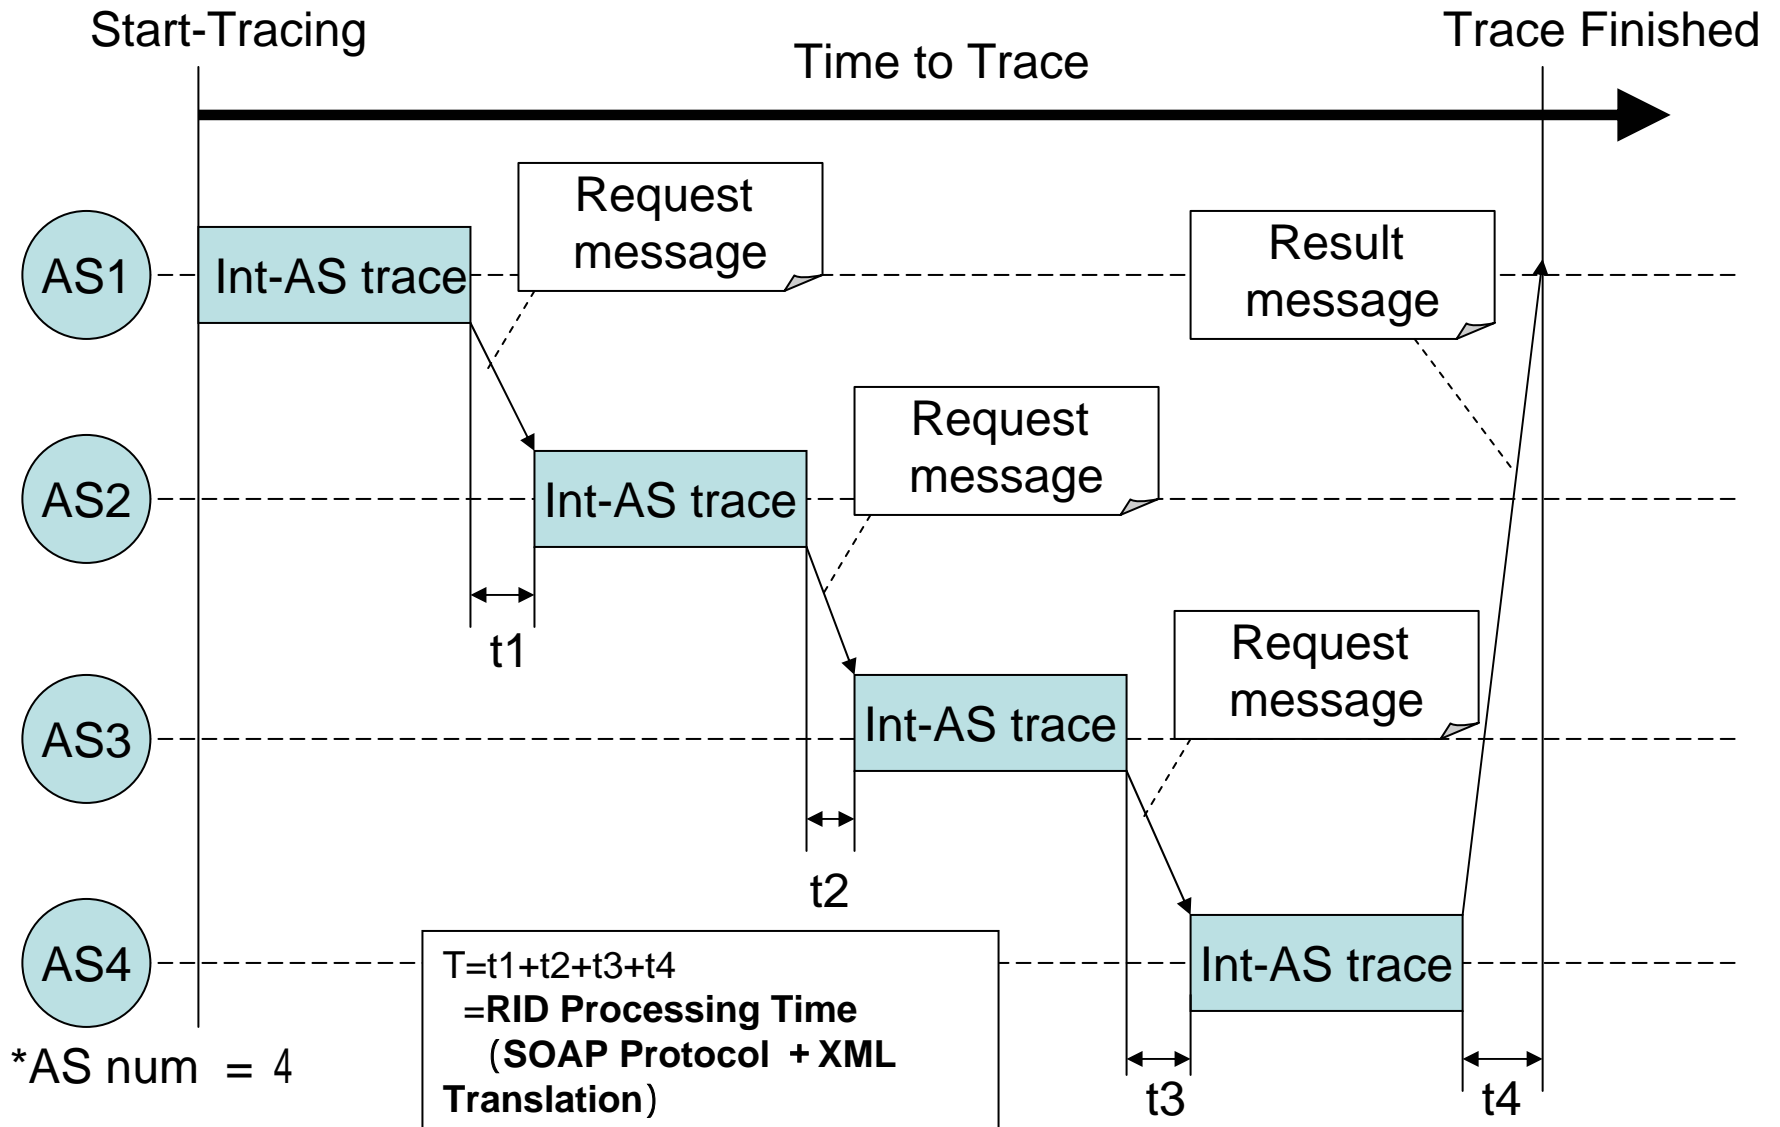 Start-Tracing
Time to Trace
Trace Finished
Request
message
Result
message
AS1
Int-AS trace
Request
message
AS2
Int-AS trace
t1
Request
message
AS3
Int-AS trace
t2
AS4
Int-AS trace
T=t1+t2+t3+t4
=RID Processing Time
(SOAP Protocol + XML
Translation)
*AS num = 4
t3
t4